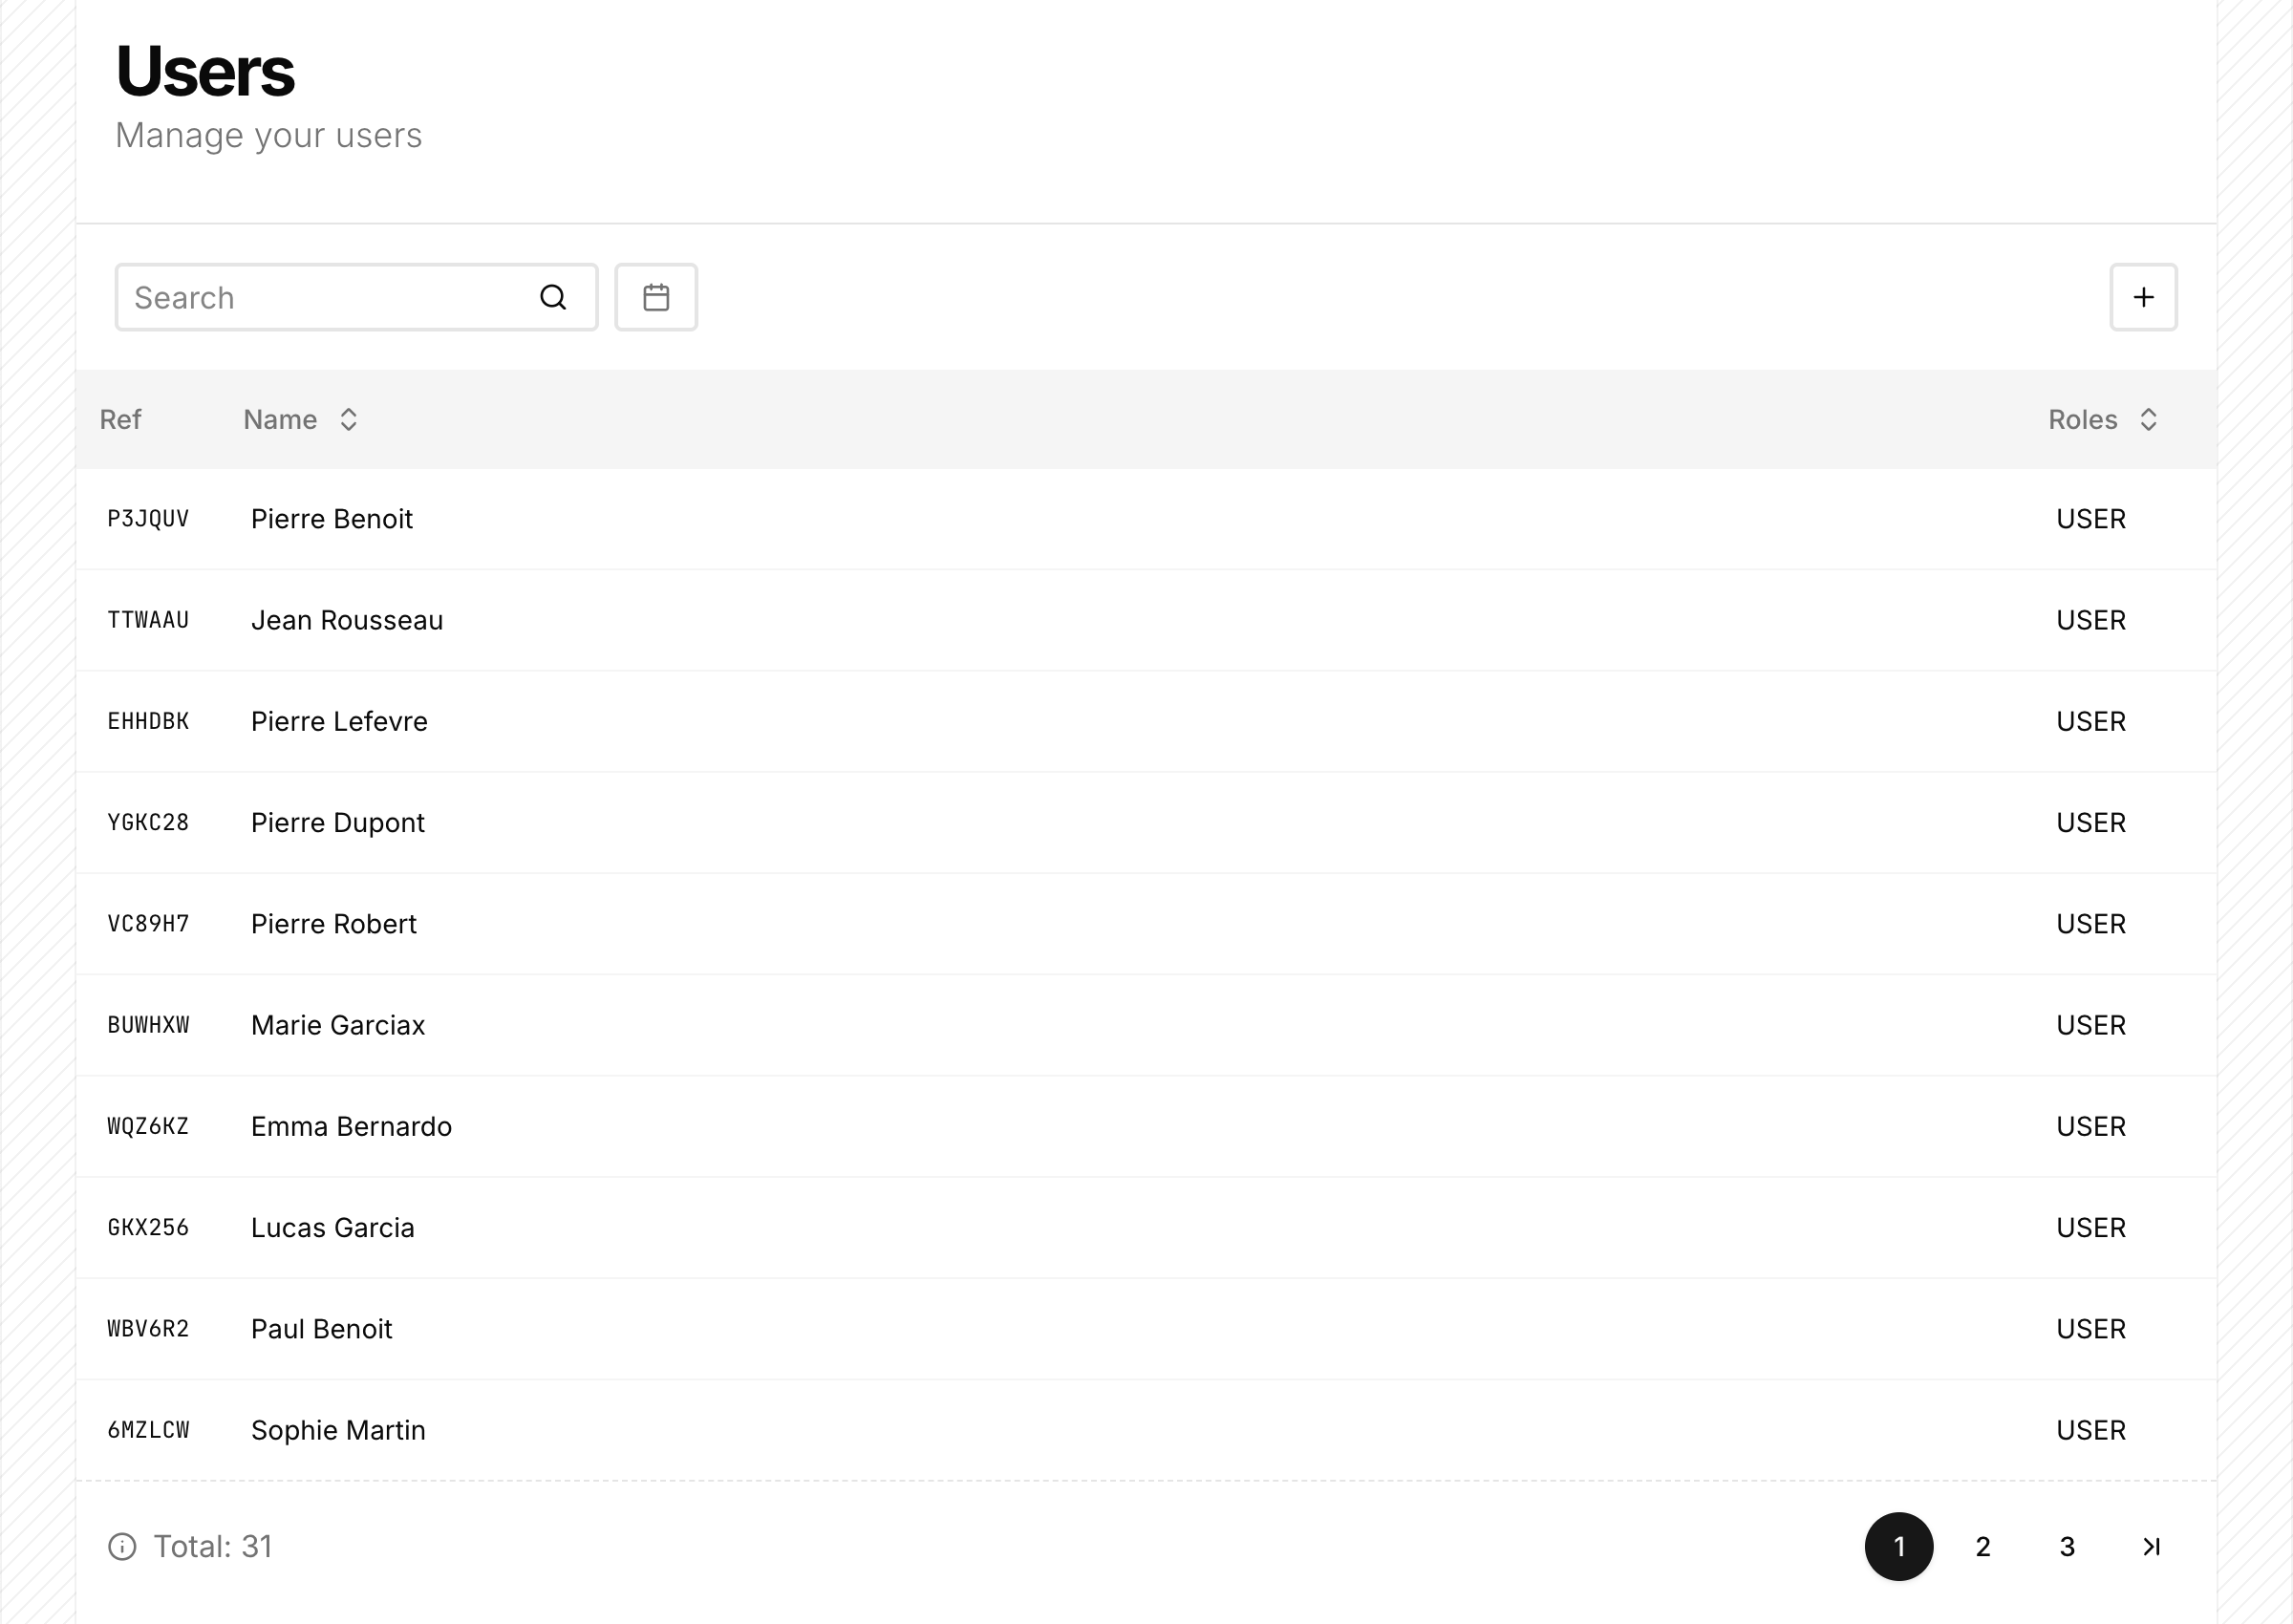 Users
Manage your users
Search
Ref Name Roles
P3JQUV Pierre Benoit USER
TTWAAU Jean Rousseau USER
EHHDBK Pierre Lefevre USER
YGKC28 Pierre Dupont USER
VC89H7 Pierre Robert USER
BUWHXW Marie Garciax USER
WQZ6KZ Emma Bernardo USER
GKX256 Lucas Garcia USER
WBV6R2 Paul Benoit USER
6MZLCW Sophie Martin USER
Total: 31 1 2 3